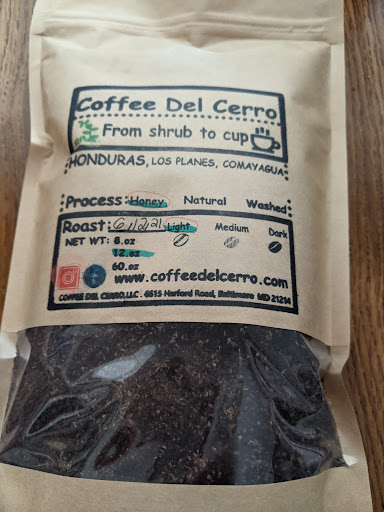 Coffee Del Cerro
From shrub to cup
HONDURAS, LOS PLANES, COMAYAGUA
Process: Honey Natural Washed
Roast: 6/12/21 Light Medium Dark
NET WT: 8.oz
12.oz
60.oz
www.coffeedelcerro.com
COFFEE DEL CERRO,LLC . 6515 Harford Road, Baltimore MD 21214